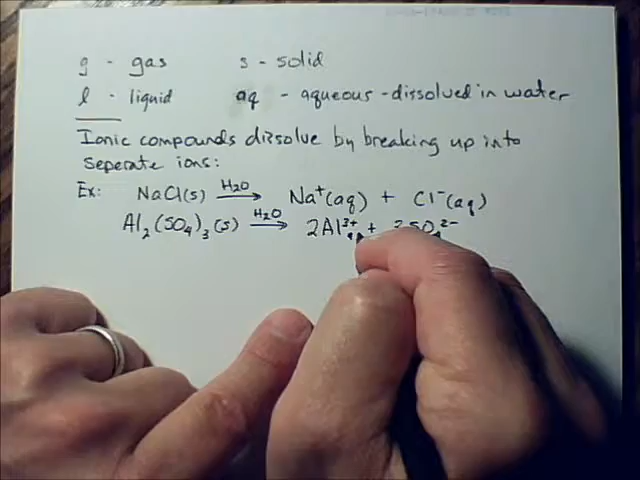 g - gas s - solid
l - liquid aq - aqueous - dissolved in water
Ionic compounds dissolve by breaking up into
seperate ions:
Ex: NaCl(s) H₂O → Na⁺(aq) + Cl⁻(aq)
Al₂(SO₄)₃(s) H₂O → 2Al³⁺ + 3SO₄²⁻